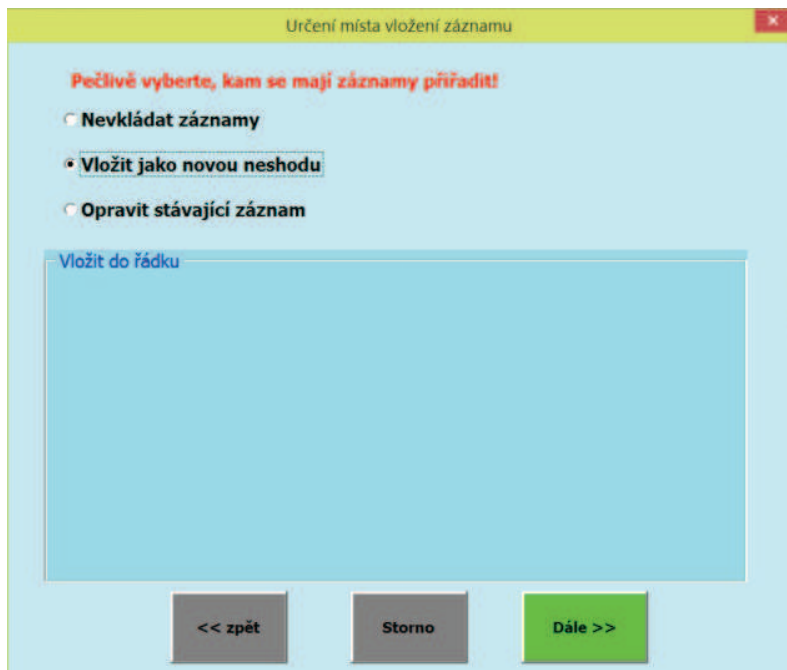 Určení místa vložení záznamu
Pečlivě vyberte, kam se mají záznamy přiřadit!
Nevkládat záznamy
Vložit jako novou neshodu
Opravit stávající záznam
Vložit do řádku
<< zpět
Storno
Dále >>